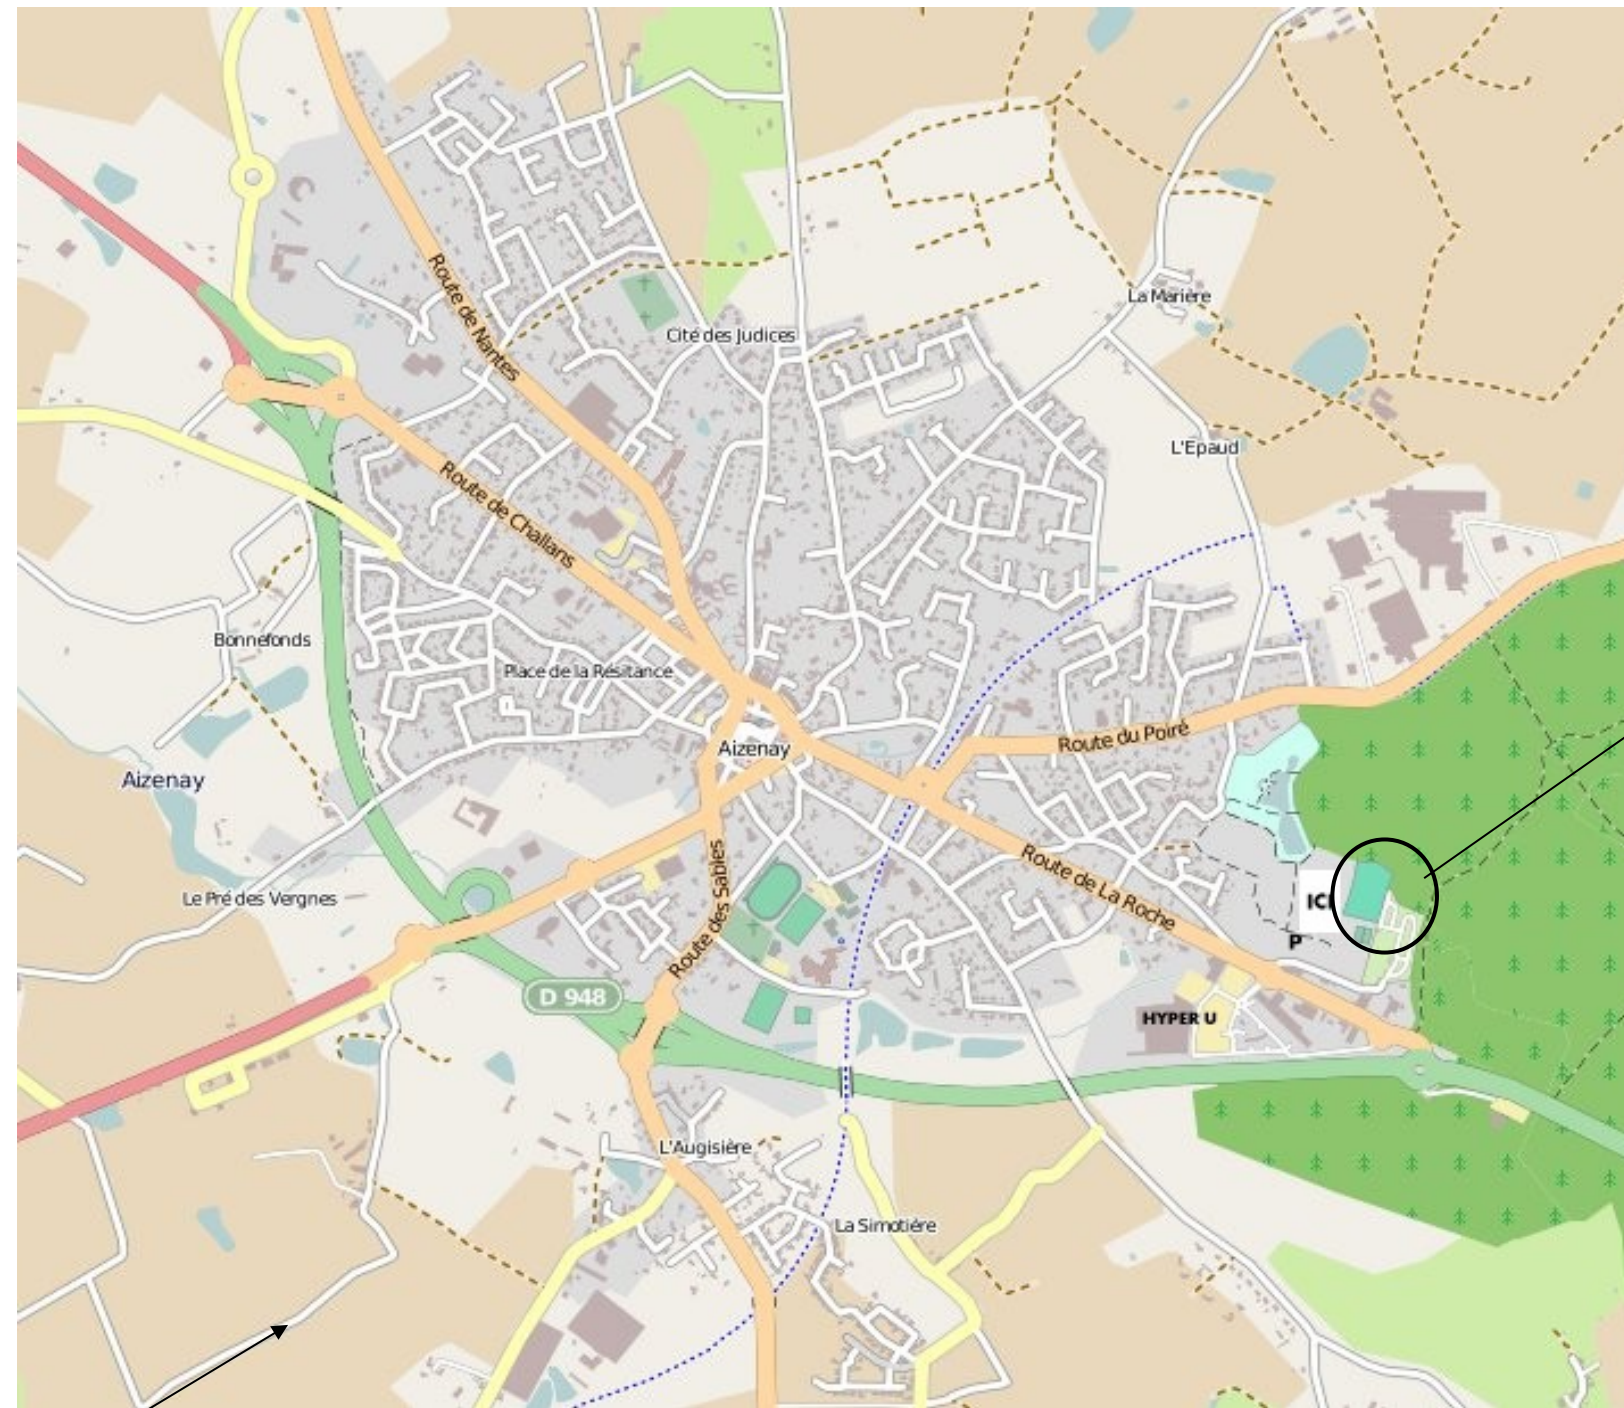 Route de Nantes
La Marière
Cité des Judices
L'Epaud
Route de Challans
Bonnefonds
Place de la Résitance
Route du Poiré
Aizenay
Aizenay
Route de La Roche
Route des Sables
Le Pré des Vergnes
ICI
P
D 948
HYPER U
L'Augisière
La Simotière